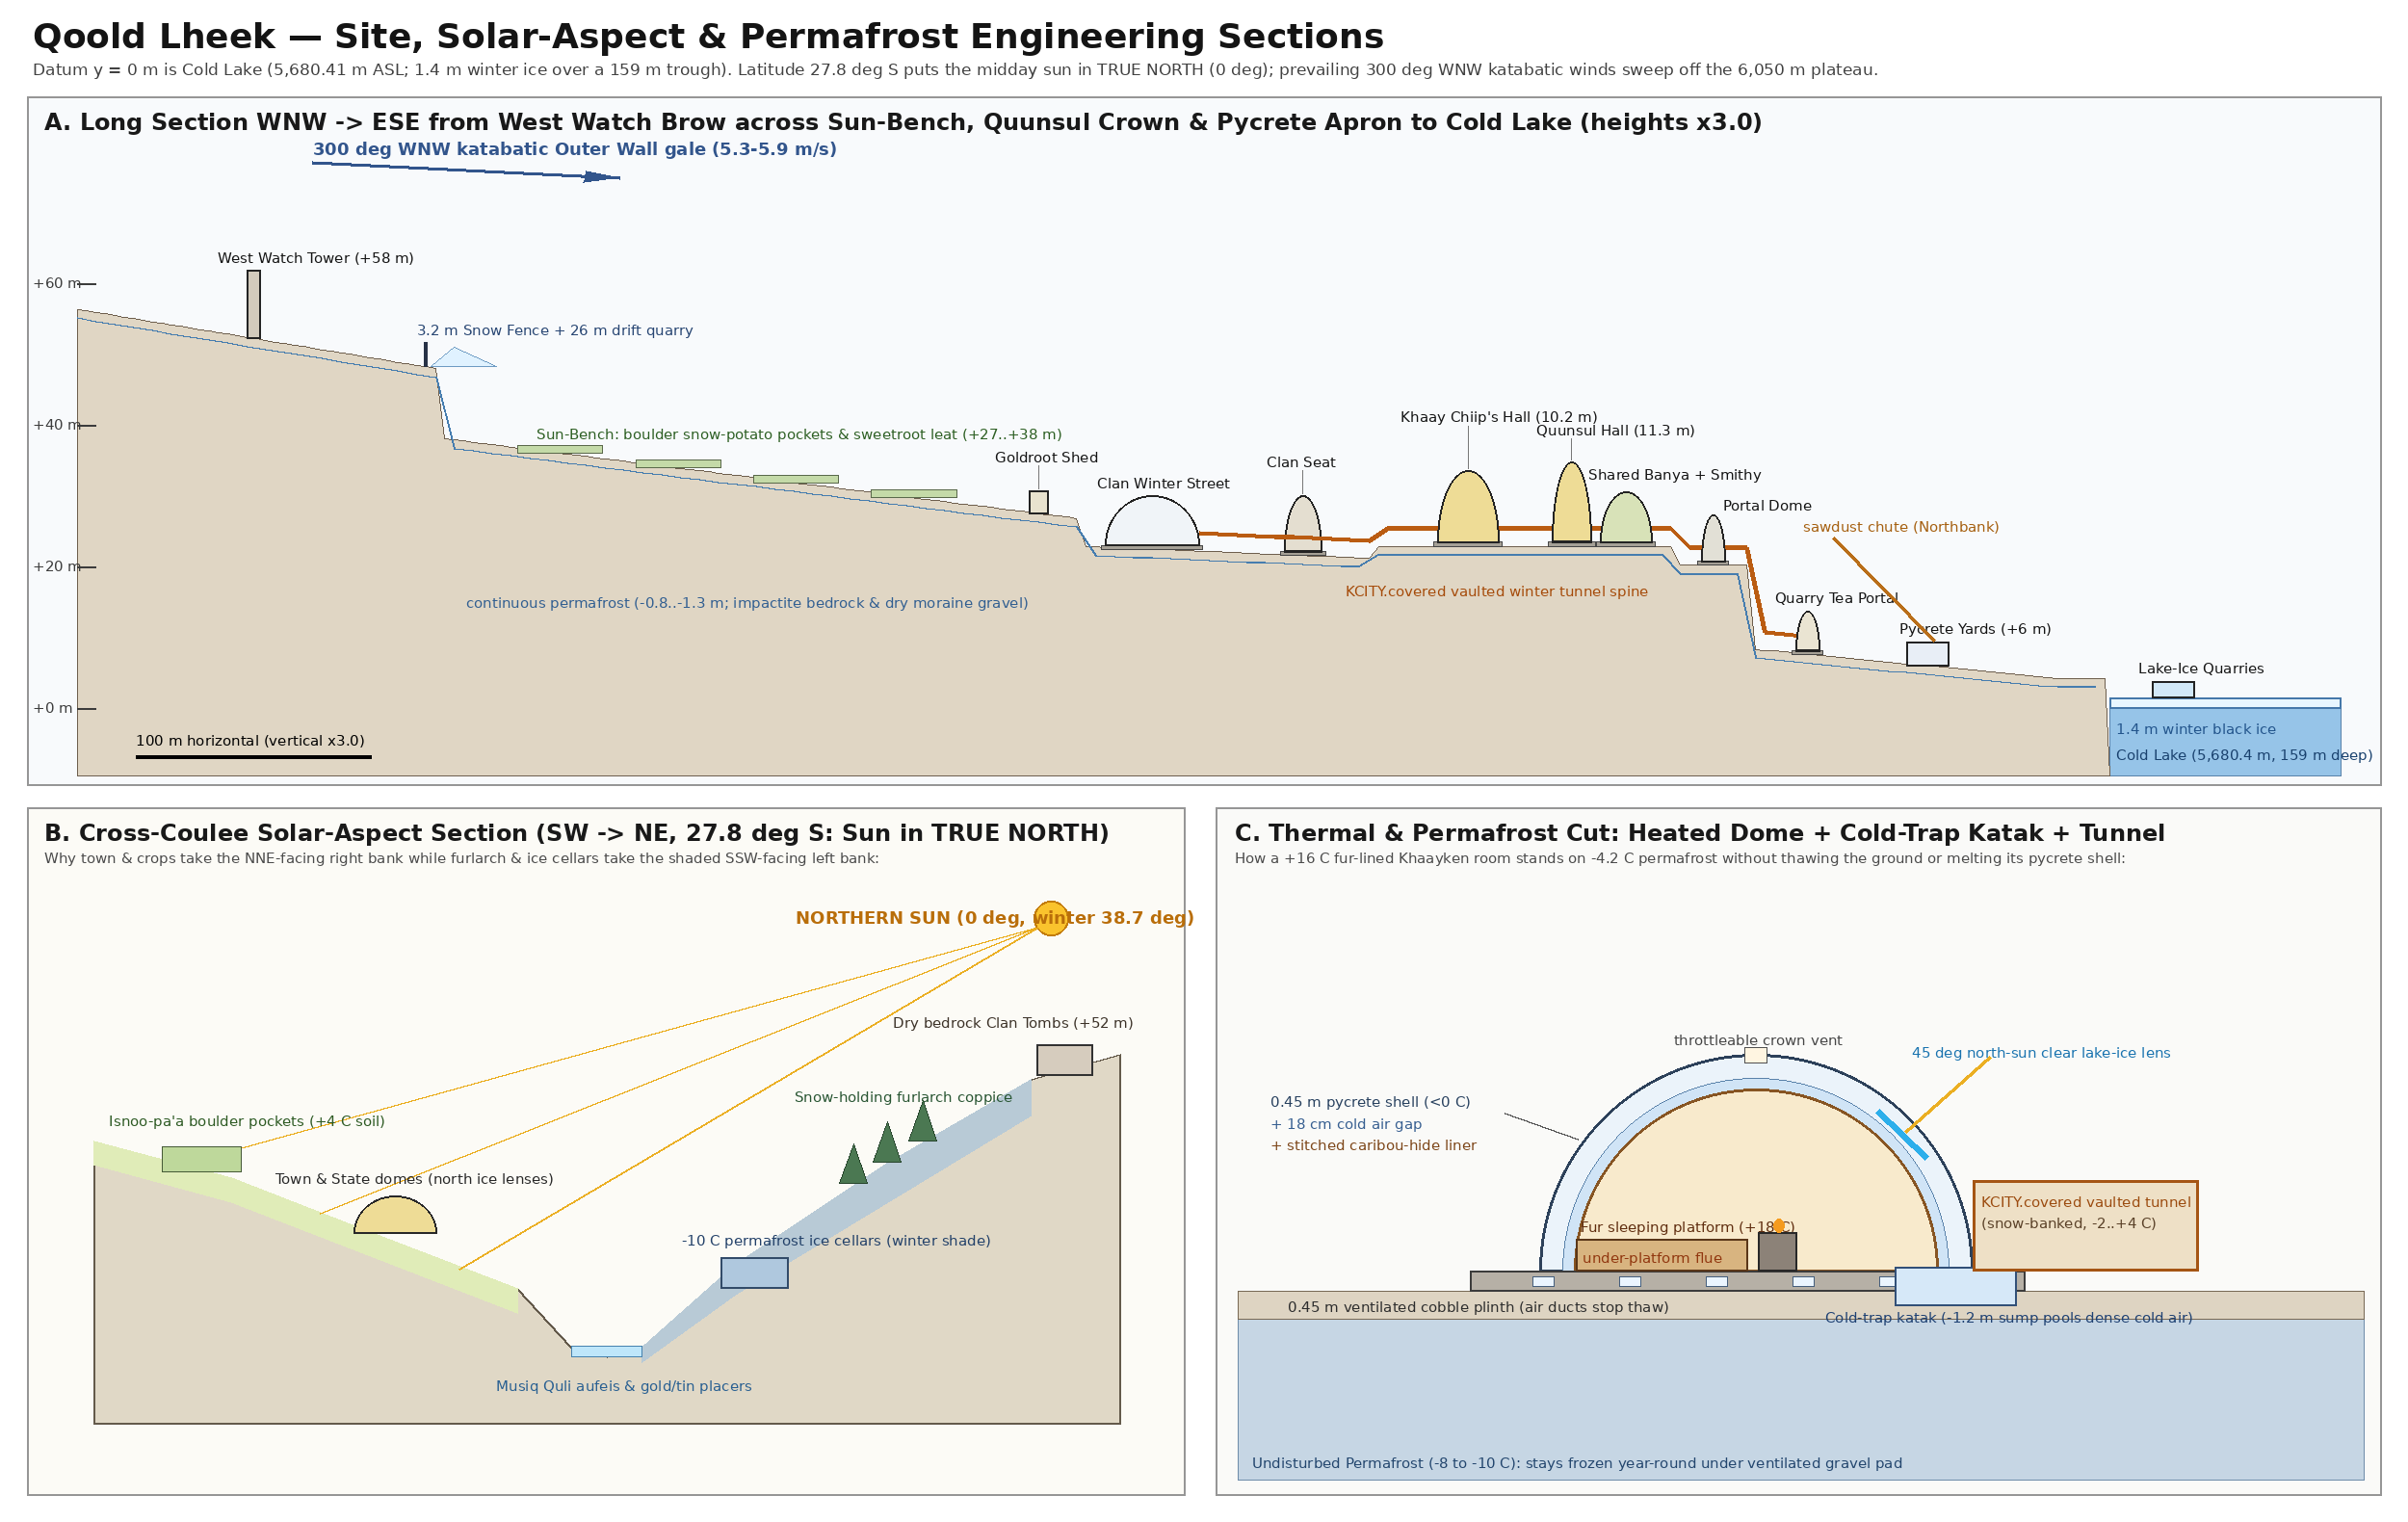 Qoold Lheek — Site, Solar-Aspect & Permafrost Engineering Sections
Datum y = 0 m is Cold Lake (5,680.41 m ASL; 1.4 m winter ice over a 159 m trough). Latitude 27.8 deg S puts the midday sun in TRUE NORTH (0 deg); prevailing 300 deg WNW katabatic winds sweep off the 6,050 m plateau.
A. Long Section WNW -> ESE from West Watch Brow across Sun-Bench, Quunsul Crown & Pycrete Apron to Cold Lake (heights x3.0)
300 deg WNW katabatic Outer Wall gale (5.3-5.9 m/s)
West Watch Tower (+58 m)
+60 m
3.2 m Snow Fence + 26 m drift quarry
+40 m
Sun-Bench: boulder snow-potato pockets & sweetroot leat (+27..+38 m)
Goldroot Shed
Clan Winter Street
Clan Seat
Khaay Chiip's Hall (10.2 m)
Quunsul Hall (11.3 m)
Shared Banya + Smithy
Portal Dome
sawdust chute (Northbank)
+20 m
continuous permafrost (-0.8..-1.3 m; impactite bedrock & dry moraine gravel)
KCITY.covered vaulted winter tunnel spine
Quarry Tea Portal
Pycrete Yards (+6 m)
Lake-Ice Quarries
+0 m
1.4 m winter black ice
Cold Lake (5,680.4 m, 159 m deep)
100 m horizontal (vertical x3.0)
B. Cross-Coulee Solar-Aspect Section (SW -> NE, 27.8 deg S: Sun in TRUE NORTH)
Why town & crops take the NNE-facing right bank while furlarch & ice cellars take the shaded SSW-facing left bank:
NORTHERN SUN (0 deg, winter 38.7 deg)
Dry bedrock Clan Tombs (+52 m)
Snow-holding furlarch coppice
Isnoo-pa'a boulder pockets (+4 C soil)
Town & State domes (north ice lenses)
-10 C permafrost ice cellars (winter shade)
Musiq Quli aufeis & gold/tin placers
C. Thermal & Permafrost Cut: Heated Dome + Cold-Trap Katak + Tunnel
How a +16 C fur-lined Khaayken room stands on -4.2 C permafrost without thawing the ground or melting its pycrete shell:
throttleable crown vent
45 deg north-sun clear lake-ice lens
0.45 m pycrete shell (<0 C)
+ 18 cm cold air gap
+ stitched caribou-hide liner
KCITY.covered vaulted tunnel
(snow-banked, -2..+4 C)
Fur sleeping platform (+18 C)
under-platform flue
0.45 m ventilated cobble plinth (air ducts stop thaw)
Cold-trap katak (-1.2 m sump pools dense cold air)
Undisturbed Permafrost (-8 to -10 C): stays frozen year-round under ventilated gravel pad